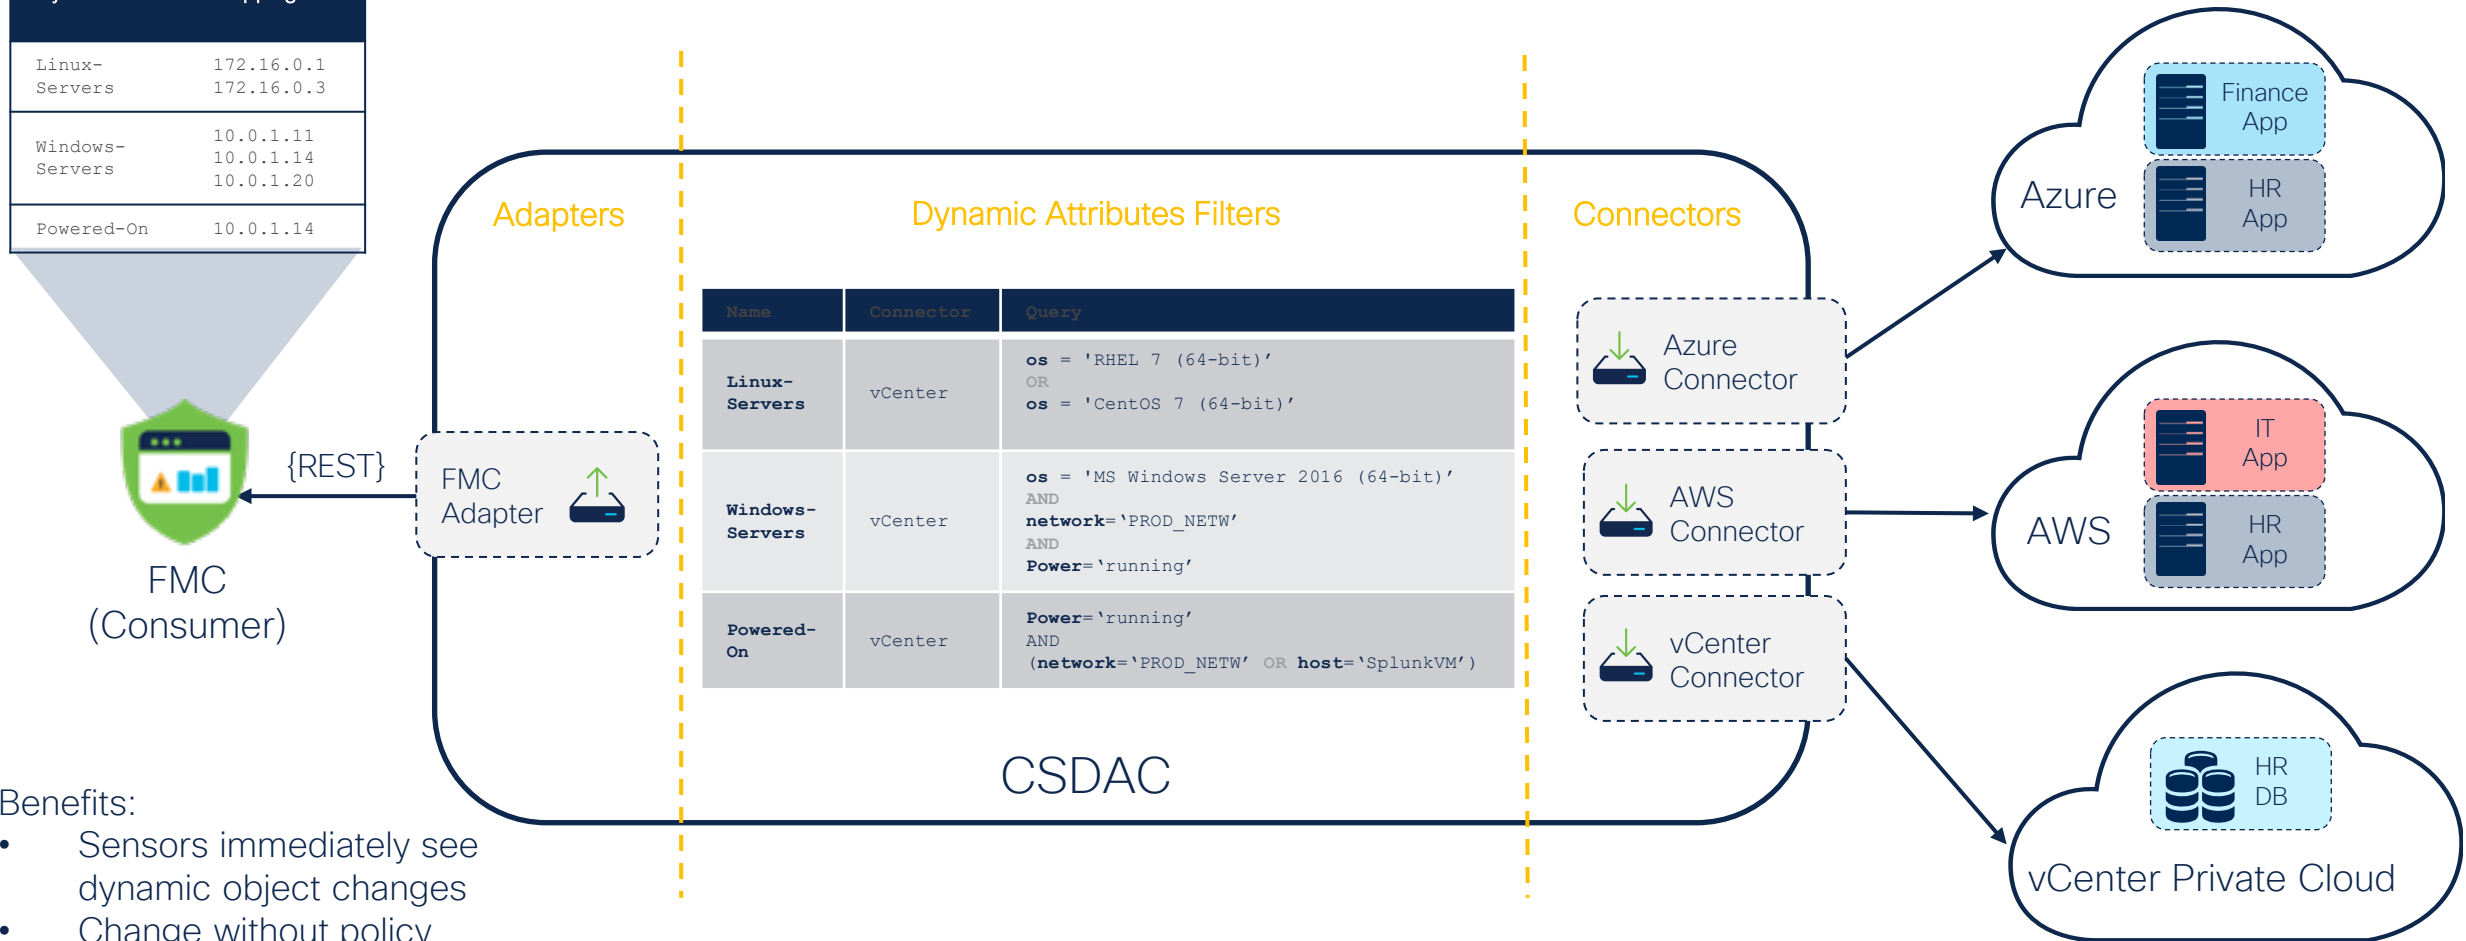 Linux-
Servers
172.16.0.1
172.16.0.3
Windows-
Servers
10.0.1.11
10.0.1.14
10.0.1.20
Powered-On
10.0.1.14
{REST}
FMC
(Consumer)
Adapters
FMC
Adapter
Dynamic Attributes Filters
Name
Connector
Query
Linux-
Servers
vCenter
os = 'RHEL 7 (64-bit)’
OR
os = 'CentOS 7 (64-bit)’
Windows-
Servers
vCenter
os = 'MS Windows Server 2016 (64-bit)’
AND
network=‘PROD_NETW’
AND
Power=‘running’
Powered-
On
vCenter
Power=‘running’
AND
(network=‘PROD_NETW’ OR host=‘SplunkVM’)
CSDAC
Connectors
Azure
Connector
AWS
Connector
vCenter
Connector
Azure
Finance
App
HR
App
AWS
IT
App
HR
App
HR
DB
vCenter Private Cloud
Benefits:
• Sensors immediately see
dynamic object changes
• Change without policy